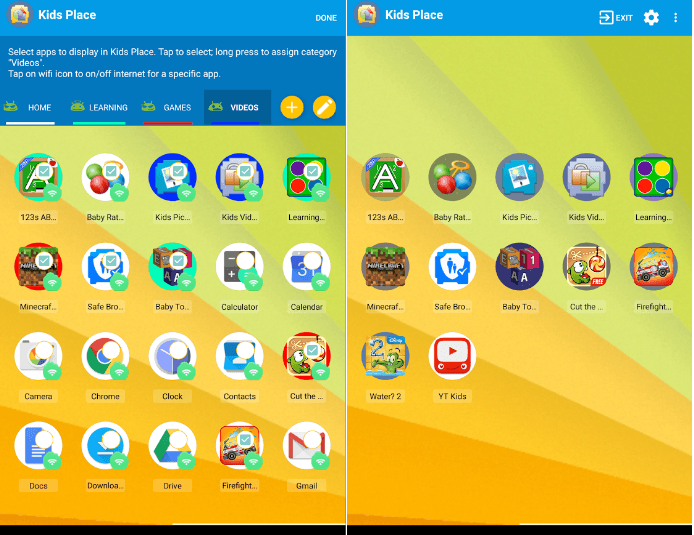 Kids Place
DONE
Select apps to display in Kids Place. Tap to select; long press to assign category
"Videos".
Tap on wifi icon to on/off internet for a specific app.
HOME
LEARNING
GAMES
VIDEOS
123s AB...
Baby Rat...
Kids Pic...
Kids Vid...
Learning...
Minecraf...
Safe Bro...
Baby To...
Calculator
Calendar
Camera
Chrome
Clock
Contacts
Cut the ...
Docs
Downloa...
Drive
Firefight...
Gmail
Kids Place
EXIT
123s AB...
Baby Rat...
Kids Pic...
Kids Vid...
Learning...
Minecraf...
Safe Bro...
Baby To...
Cut the ...
FREE
Firefight...
Water? 2
YT Kids